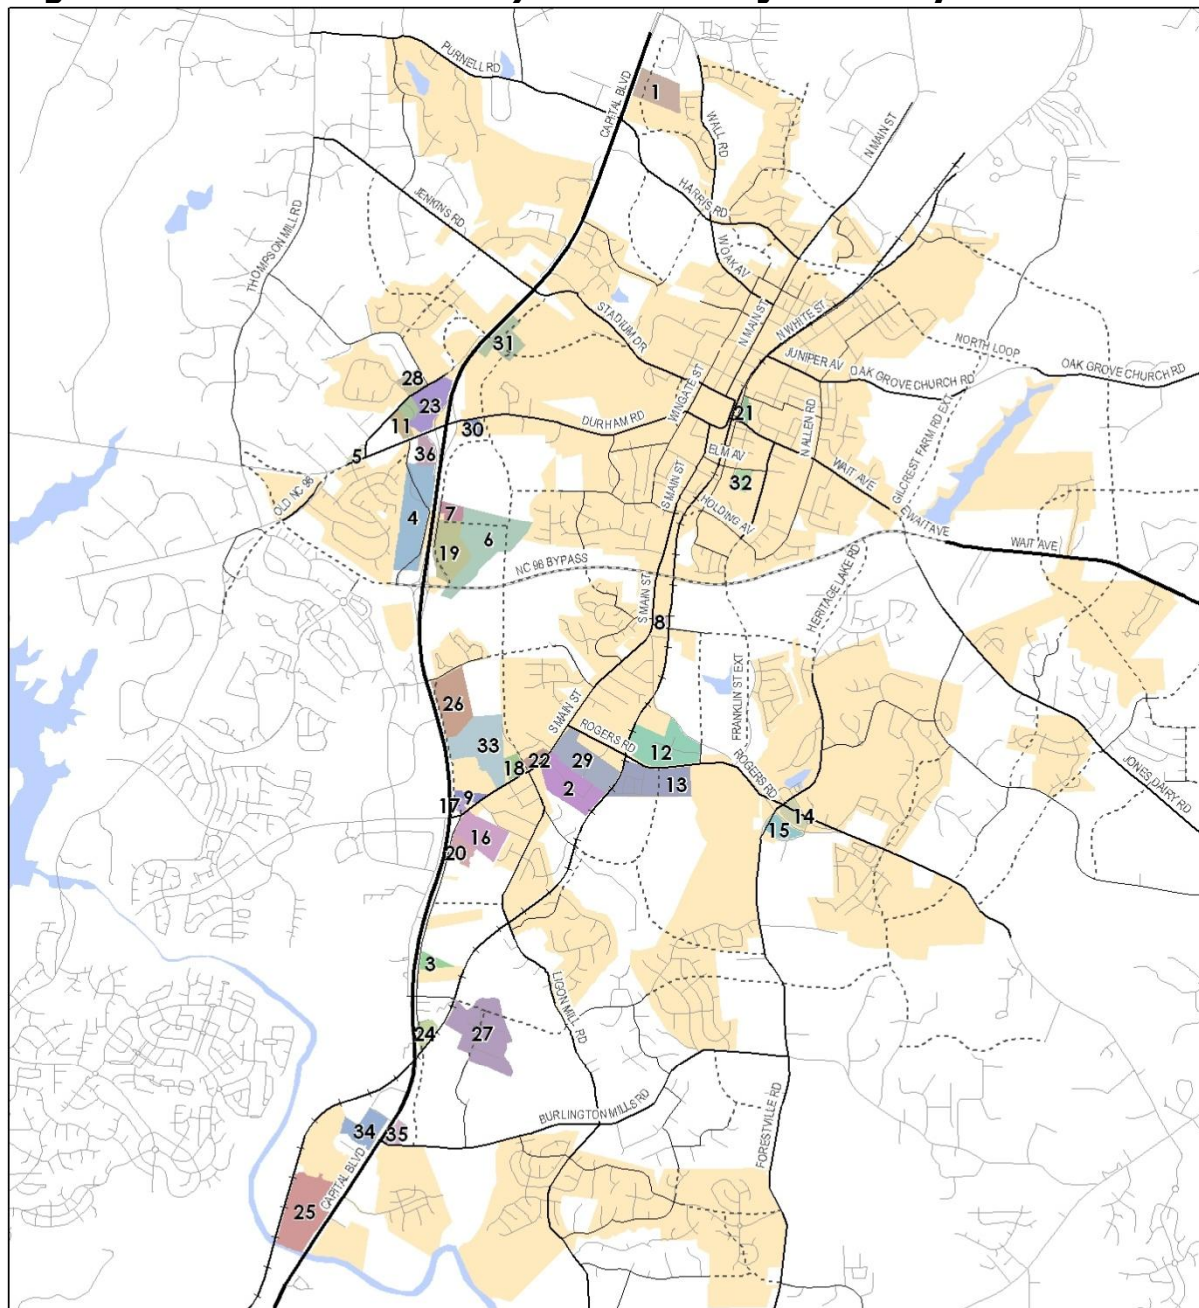 PURNELL RD
CAPITAL BLVD
1
WALL RD
N MAIN ST
JENKINS RD
HARRIS RD
THOMPSON MILL RD
W OAK AV
STADIUM DR
N MAIN ST
N WHITE ST
31
JUNIPER AV
NORTH LOOP
OAK GROVE CHURCH RD
OAK GROVE CHURCH RD
28
23
WINGATE ST
11
30
DURHAM RD
21
N ALLEN RD
GILCREST FARM RD EXT
5
36
ELM AV
WAIT AVE
32
OLD NC 98
S MAIN ST
HOLDING AV
4
7
6
19
E WAIT AVE
WAIT AVE
NC 98 BYPASS
HERITAGE LAKE RD
S MAIN ST
8
26
S MAIN ST
FRANKLIN ST EXT
33
ROGERS RD
12
18
22
29
ROGERS RD
JONES DAIRY RD
2
13
17
9
14
15
16
20
3
LIGON MILL RD
24
27
BURLINGTON MILLS RD
FORESTVILLE RD
34
35
CAPITAL BLVD
25